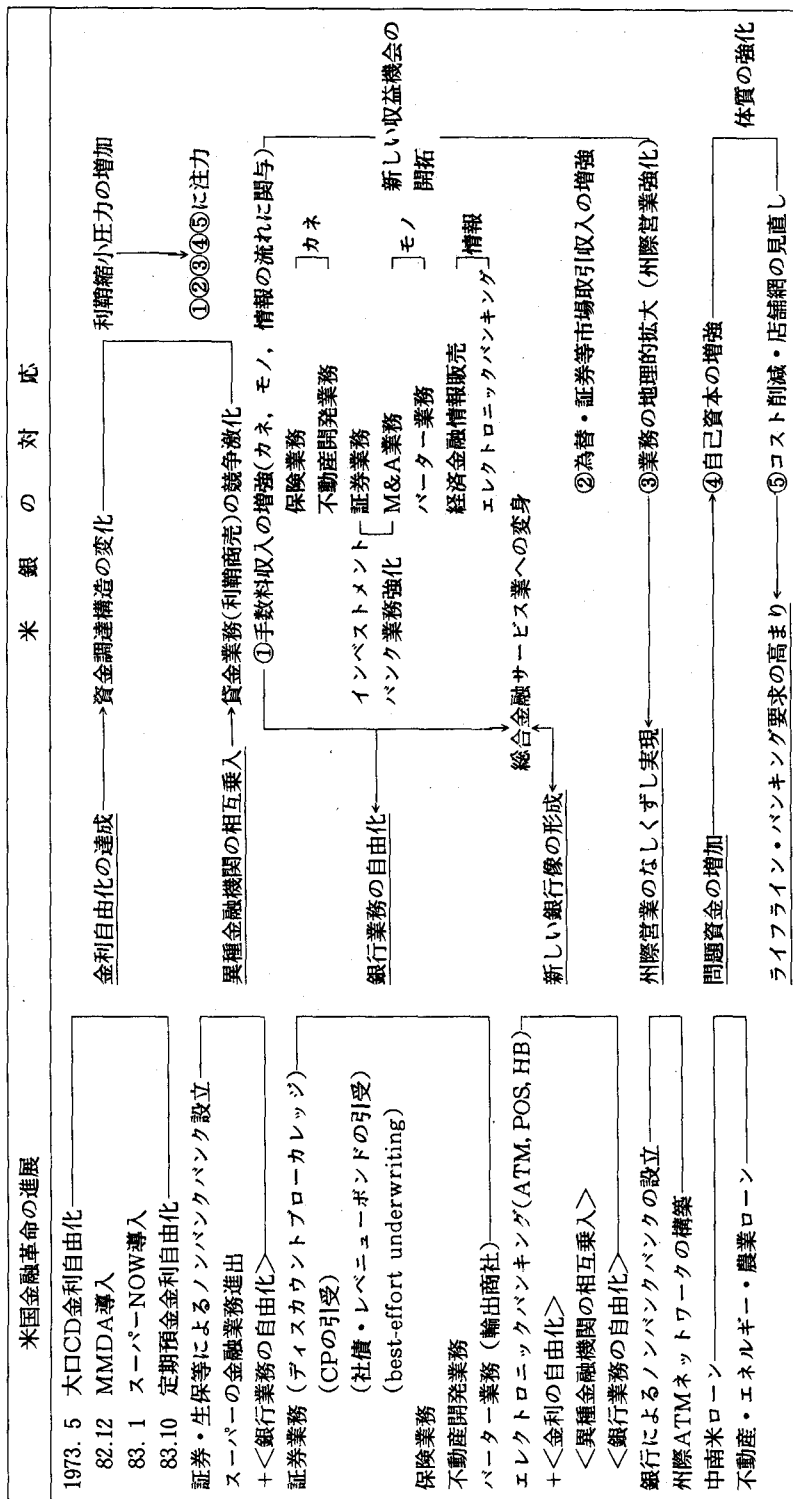 米国金融革命の進展
米銀の対応
1973. 5 大口CD金利自由化
82.12 MMDA導入
83. 1 スーパーNOW導入
83.10 定期預金金利自由化
証券・生保等によるノンバンクバンク設立
スーパーの金融業務進出
+<銀行業務の自由化>
証券業務(ディスカウントブローカレッジ)
(CPの引受)
(社債・レベニューボンドの引受)
(best-effort underwriting)
保険業務
不動産開発業務
バーター業務(輸出商社)
エレクトロニックバンキング(ATM, POS, HB)
+<金利の自由化>
<異種金融機関の相互乗入>
<銀行業務の自由化>
銀行によるノンバンクバンクの設立
州際ATMネットワークの構築
中南米ローン
不動産・エネルギー・農業ローン
金利自由化の達成
資金調達構造の変化
利鞘縮小圧力の増加
異種金融機関の相互乗入
貸金業務(利鞘商売)の競争激化
①②③④⑤に注力
①手数料収入の増強(カネ,モノ,情報の流れに関与)
保険業務
不動産開発業務
カネ
銀行業務の自由化
インベストメント
バンク業務強化
証券業務
M&A業務
バーター業務
モノ
経済金融情報販売
エレクトロニックバンキング
情報
新しい収益機会の
開拓
新しい銀行像の形成
総合金融サービス業への変身
②為替・証券等市場取引収入の増強
州際営業のなしくずし実現
③業務の地理的拡大(州際営業強化)
問題資金の増加
④自己資本の増強
ライフライン・バンキング要求の高まり
⑤コスト削減・店舗網の見直し
体質の強化